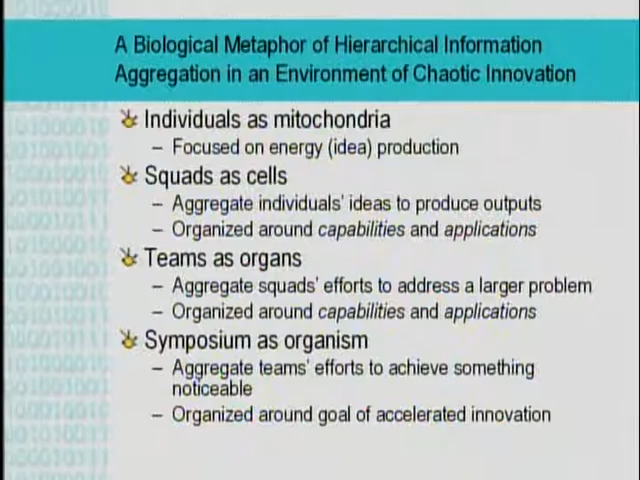 A Biological Metaphor of Hierarchical Information
Aggregation in an Environment of Chaotic Innovation
Individuals as mitochondria
– Focused on energy (idea) production
Squads as cells
– Aggregate individuals' ideas to produce outputs
– Organized around capabilities and applications
Teams as organs
– Aggregate squads' efforts to address a larger problem
– Organized around capabilities and applications
Symposium as organism
– Aggregate teams' efforts to achieve something
noticeable
– Organized around goal of accelerated innovation